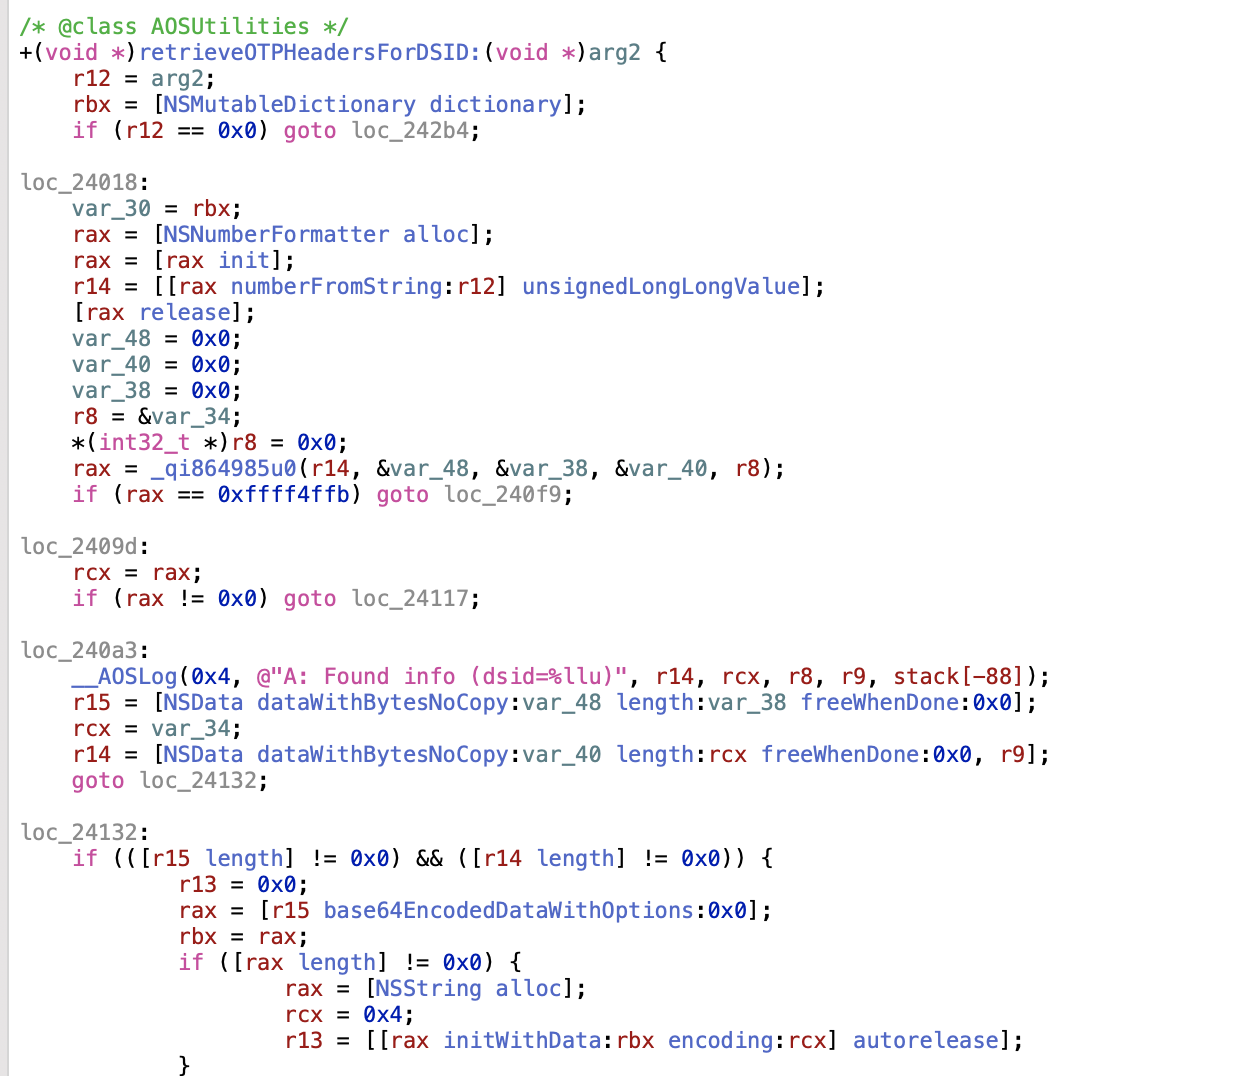 /* @class AOSUtilities */
+(void *)retrieveOTPHeadersForDSID:(void *)arg2 {
    r12 = arg2;
    rbx = [NSMutableDictionary dictionary];
    if (r12 == 0x0) goto loc_242b4;

loc_24018:
    var_30 = rbx;
    rax = [NSNumberFormatter alloc];
    rax = [rax init];
    r14 = [[rax numberFromString:r12] unsignedLongLongValue];
    [rax release];
    var_48 = 0x0;
    var_40 = 0x0;
    var_38 = 0x0;
    r8 = &var_34;
    *(int32_t *)r8 = 0x0;
    rax = _qi864985u0(r14, &var_48, &var_38, &var_40, r8);
    if (rax == 0xffff4ffb) goto loc_240f9;

loc_2409d:
    rcx = rax;
    if (rax != 0x0) goto loc_24117;

loc_240a3:
    __AOSLog(0x4, @"A: Found info (dsid=%llu)", r14, rcx, r8, r9, stack[-88]);
    r15 = [NSData dataWithBytesNoCopy:var_48 length:var_38 freeWhenDone:0x0];
    rcx = var_34;
    r14 = [NSData dataWithBytesNoCopy:var_40 length:rcx freeWhenDone:0x0, r9];
    goto loc_24132;

loc_24132:
    if (([r15 length] != 0x0) && ([r14 length] != 0x0)) {
            r13 = 0x0;
            rax = [r15 base64EncodedDataWithOptions:0x0];
            rbx = rax;
            if ([rax length] != 0x0) {
                    rax = [NSString alloc];
                    rcx = 0x4;
                    r13 = [[rax initWithData:rbx encoding:rcx] autorelease];
            }